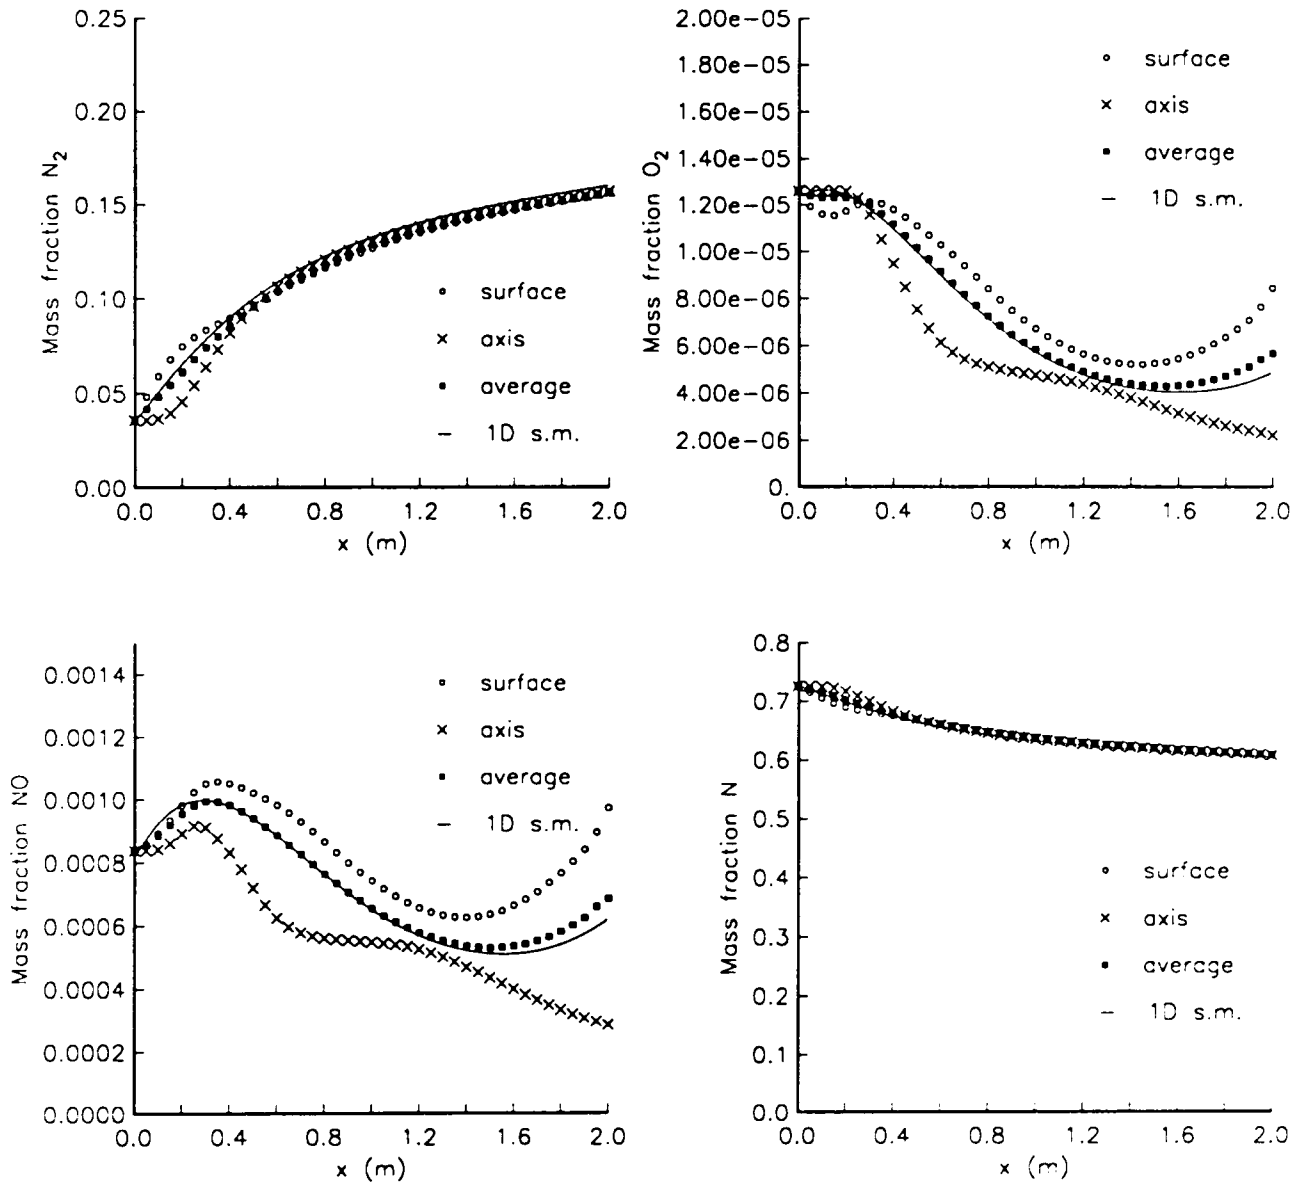 0.25
0.20
0.15
0.10
0.05
0.00
Mass fraction N2
surface
axis
average
1D s.m.
0.0 0.4 0.8 1.2 1.6 2.0
x (m)
2.00e-05
1.80e-05
1.60e-05
1.40e-05
1.20e-05
1.00e-05
8.00e-06
6.00e-06
4.00e-06
2.00e-06
0.
Mass fraction O2
surface
axis
average
1D s.m.
0.0 0.4 0.8 1.2 1.6 2.0
x (m)
0.0014
0.0012
0.0010
0.0008
0.0006
0.0004
0.0002
0.0000
Mass fraction NO
surface
axis
average
1D s.m.
0.0 0.4 0.8 1.2 1.6 2.0
x (m)
0.8
0.7
0.6
0.5
0.4
0.3
0.2
0.1
0.0
Mass fraction N
surface
axis
average
1D s.m.
0.0 0.4 0.8 1.2 1.6 2.0
x (m)